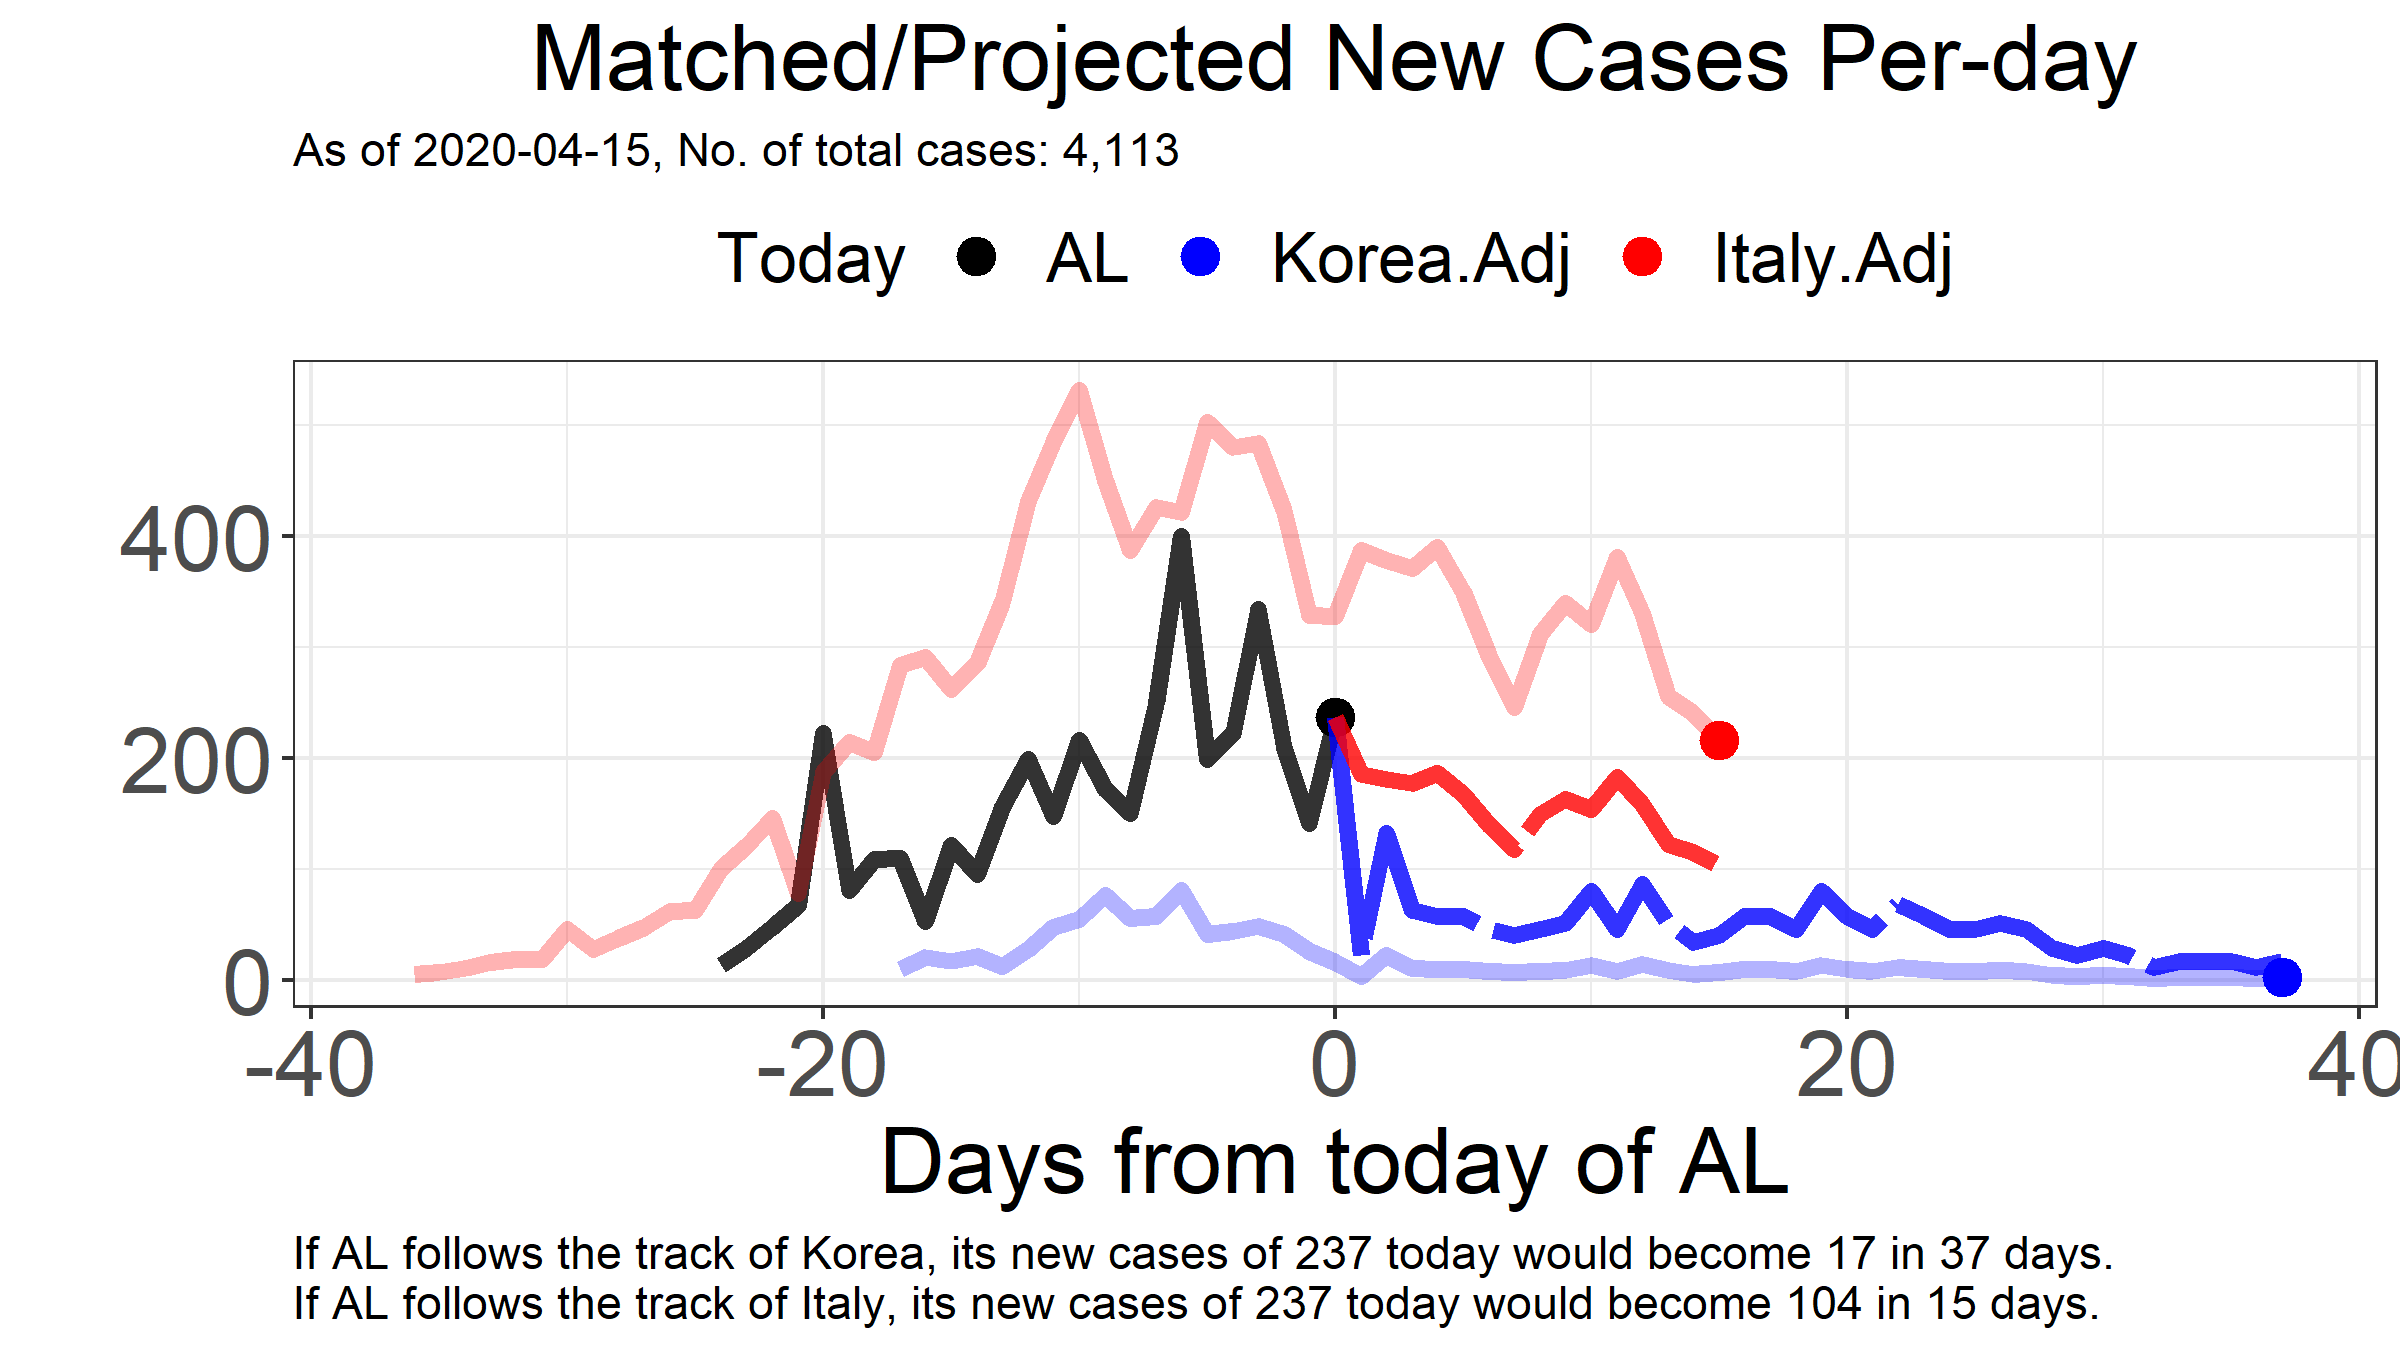 Matched/Projected New Cases Per-day
As of 2020-04-15, No. of total cases: 4,113
Today AL Korea.Adj Italy.Adj
400
200
0
-40 -20 0 20 40
Days from today of AL
If AL follows the track of Korea, its new cases of 237 today would become 17 in 37 days.
If AL follows the track of Italy, its new cases of 237 today would become 104 in 15 days.